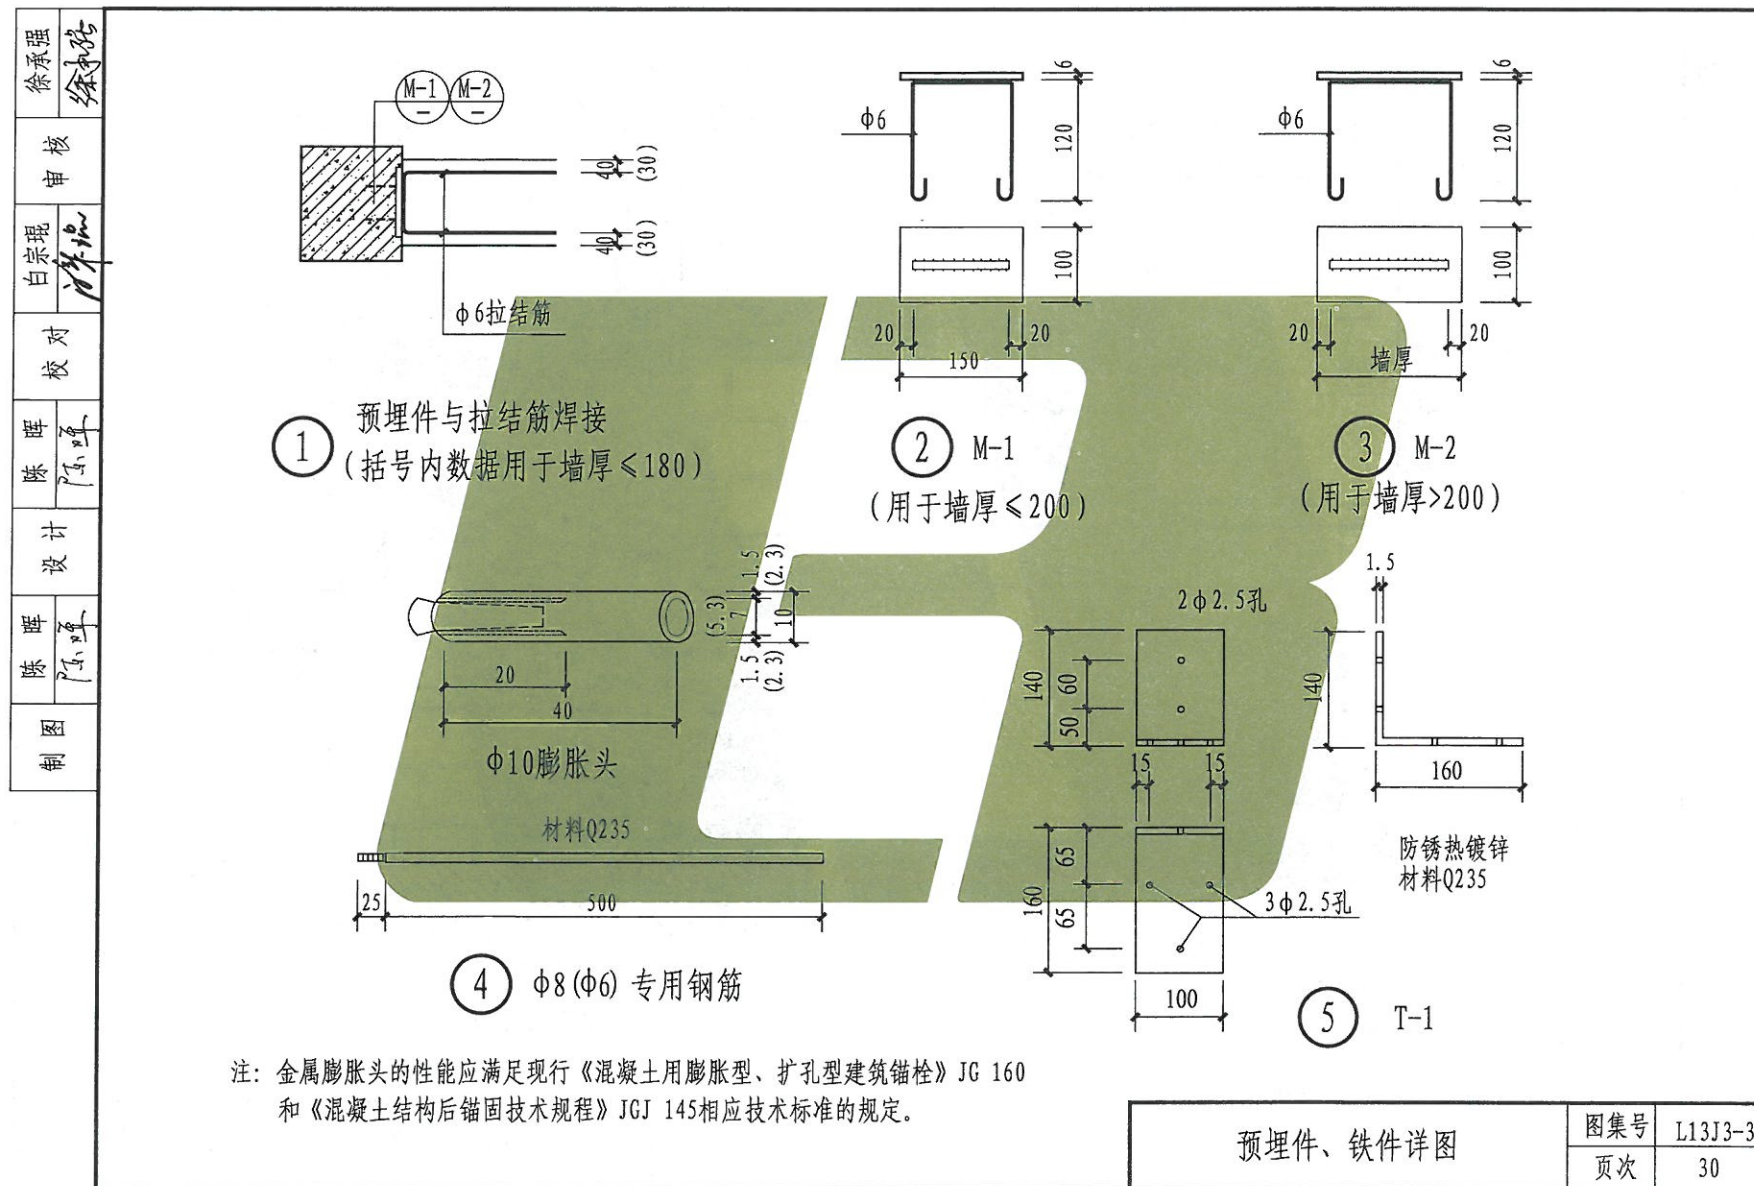 徐承强
审核
白宗琨
校对
陈晖
设计
陈晖
制图
M-1
M-2
-
-
40
(30)
40
(30)
φ6拉结筋
1
预埋件与拉结筋焊接
(括号内数据用于墙厚≤180)
6
φ6
120
100
20
20
150
2
M-1
(用于墙厚≤200)
6
φ6
120
100
20
20
墙厚
3
M-2
(用于墙厚>200)
1.5
(2.3)
(5.3)
7
10
1.5
(2.3)
20
40
φ10膨胀头
材料Q235
25
500
4
φ8(φ6)专用钢筋
2φ2.5孔
140
60
50
15
15
65
160
65
3φ2.5孔
100
1.5
140
160
防锈热镀锌
材料Q235
5
T-1
注: 金属膨胀头的性能应满足现行《混凝土用膨胀型、扩孔型建筑锚栓》JG 160
和《混凝土结构后锚固技术规程》JGJ 145相应技术标准的规定。
预埋件、铁件详图
图集号
L13J3-3
页次
30